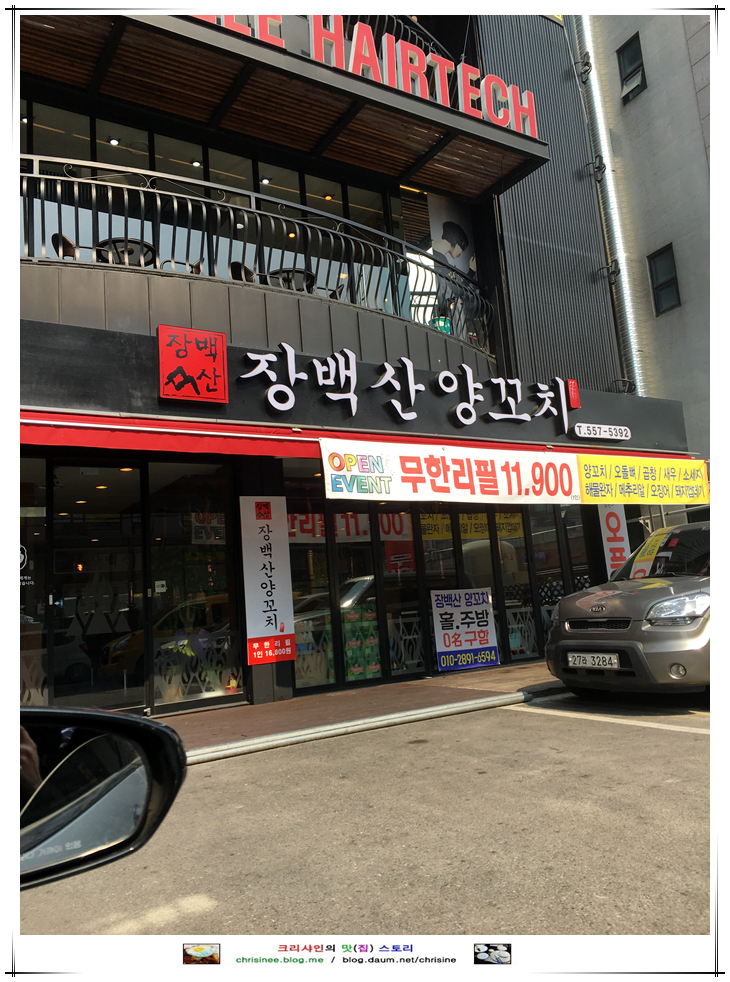 HAIRTECH
장백
산
장백산 양꼬치
T.557-5392
OPEN
EVENT
무한리필 11.900
양꼬치 / 오돌뼈 / 곱창 / 새우 / 소세지
해물완자 / 메추리알 / 오징어 / 돼지껍데기
장백산양꼬치
무한리필
1인 16,800원
장백산 양꼬치
홀.주방
0名 구함
010-2891-6594
오픈
KIA
3284
크리샤인의 맛(집) 스토리
chrisinee.blog.me / blog.daum.net/chrisine